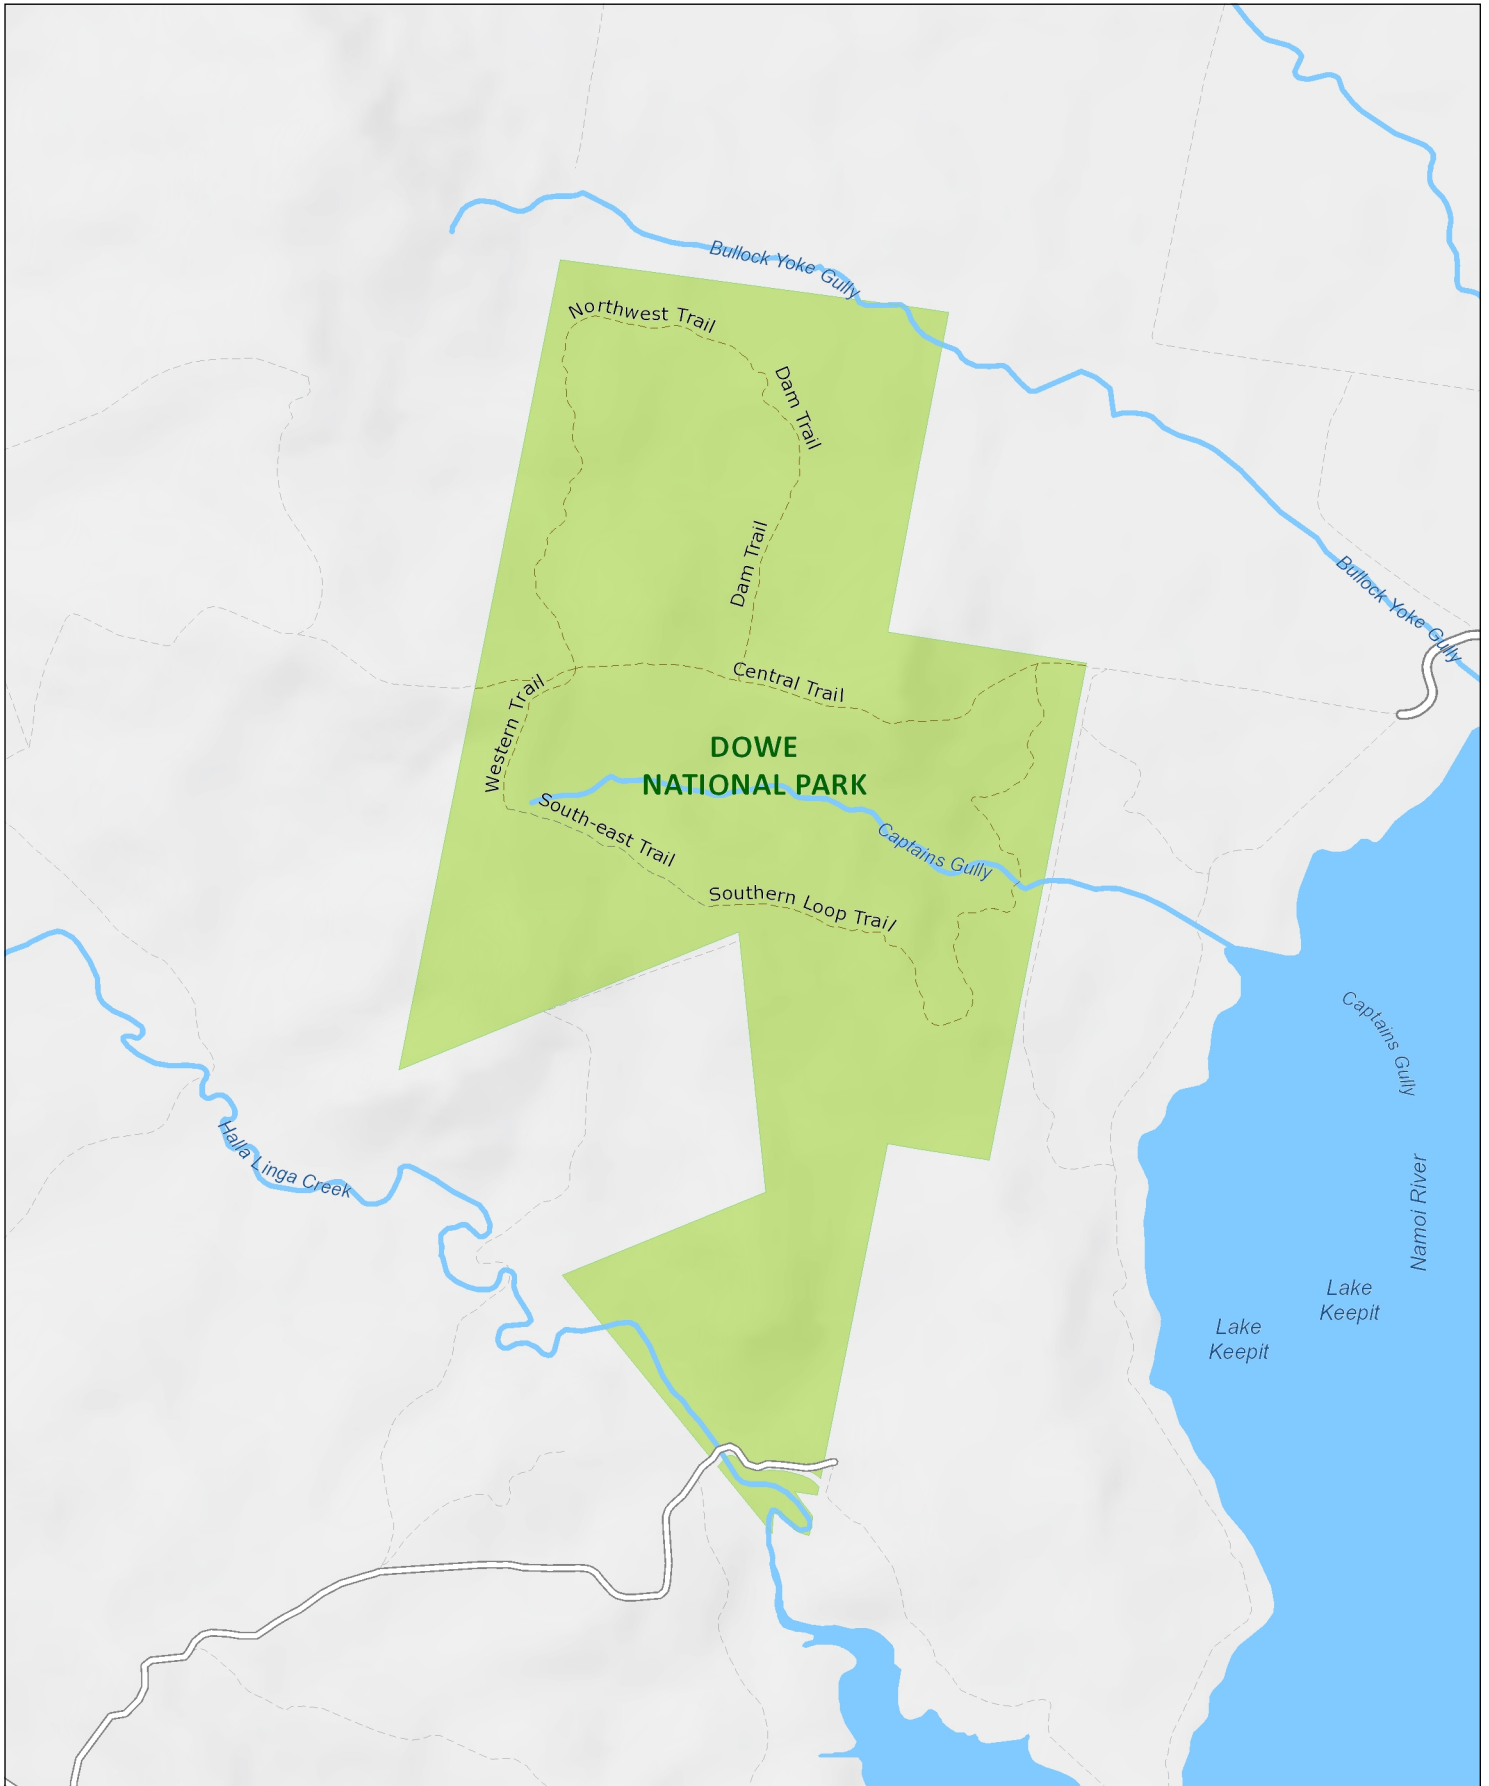 Bullock Yoke Gully
Northwest Trail
Dam Trail
Dam Trail
Bullock Yoke Gully
Central Trail
Western Trail
DOWE
NATIONAL PARK
South-east Trail
Captains Gully
Southern Loop Trail
Captains Gully
Halla Linga Creek
Namoi River
Lake
Keepit
Lake
Keepit